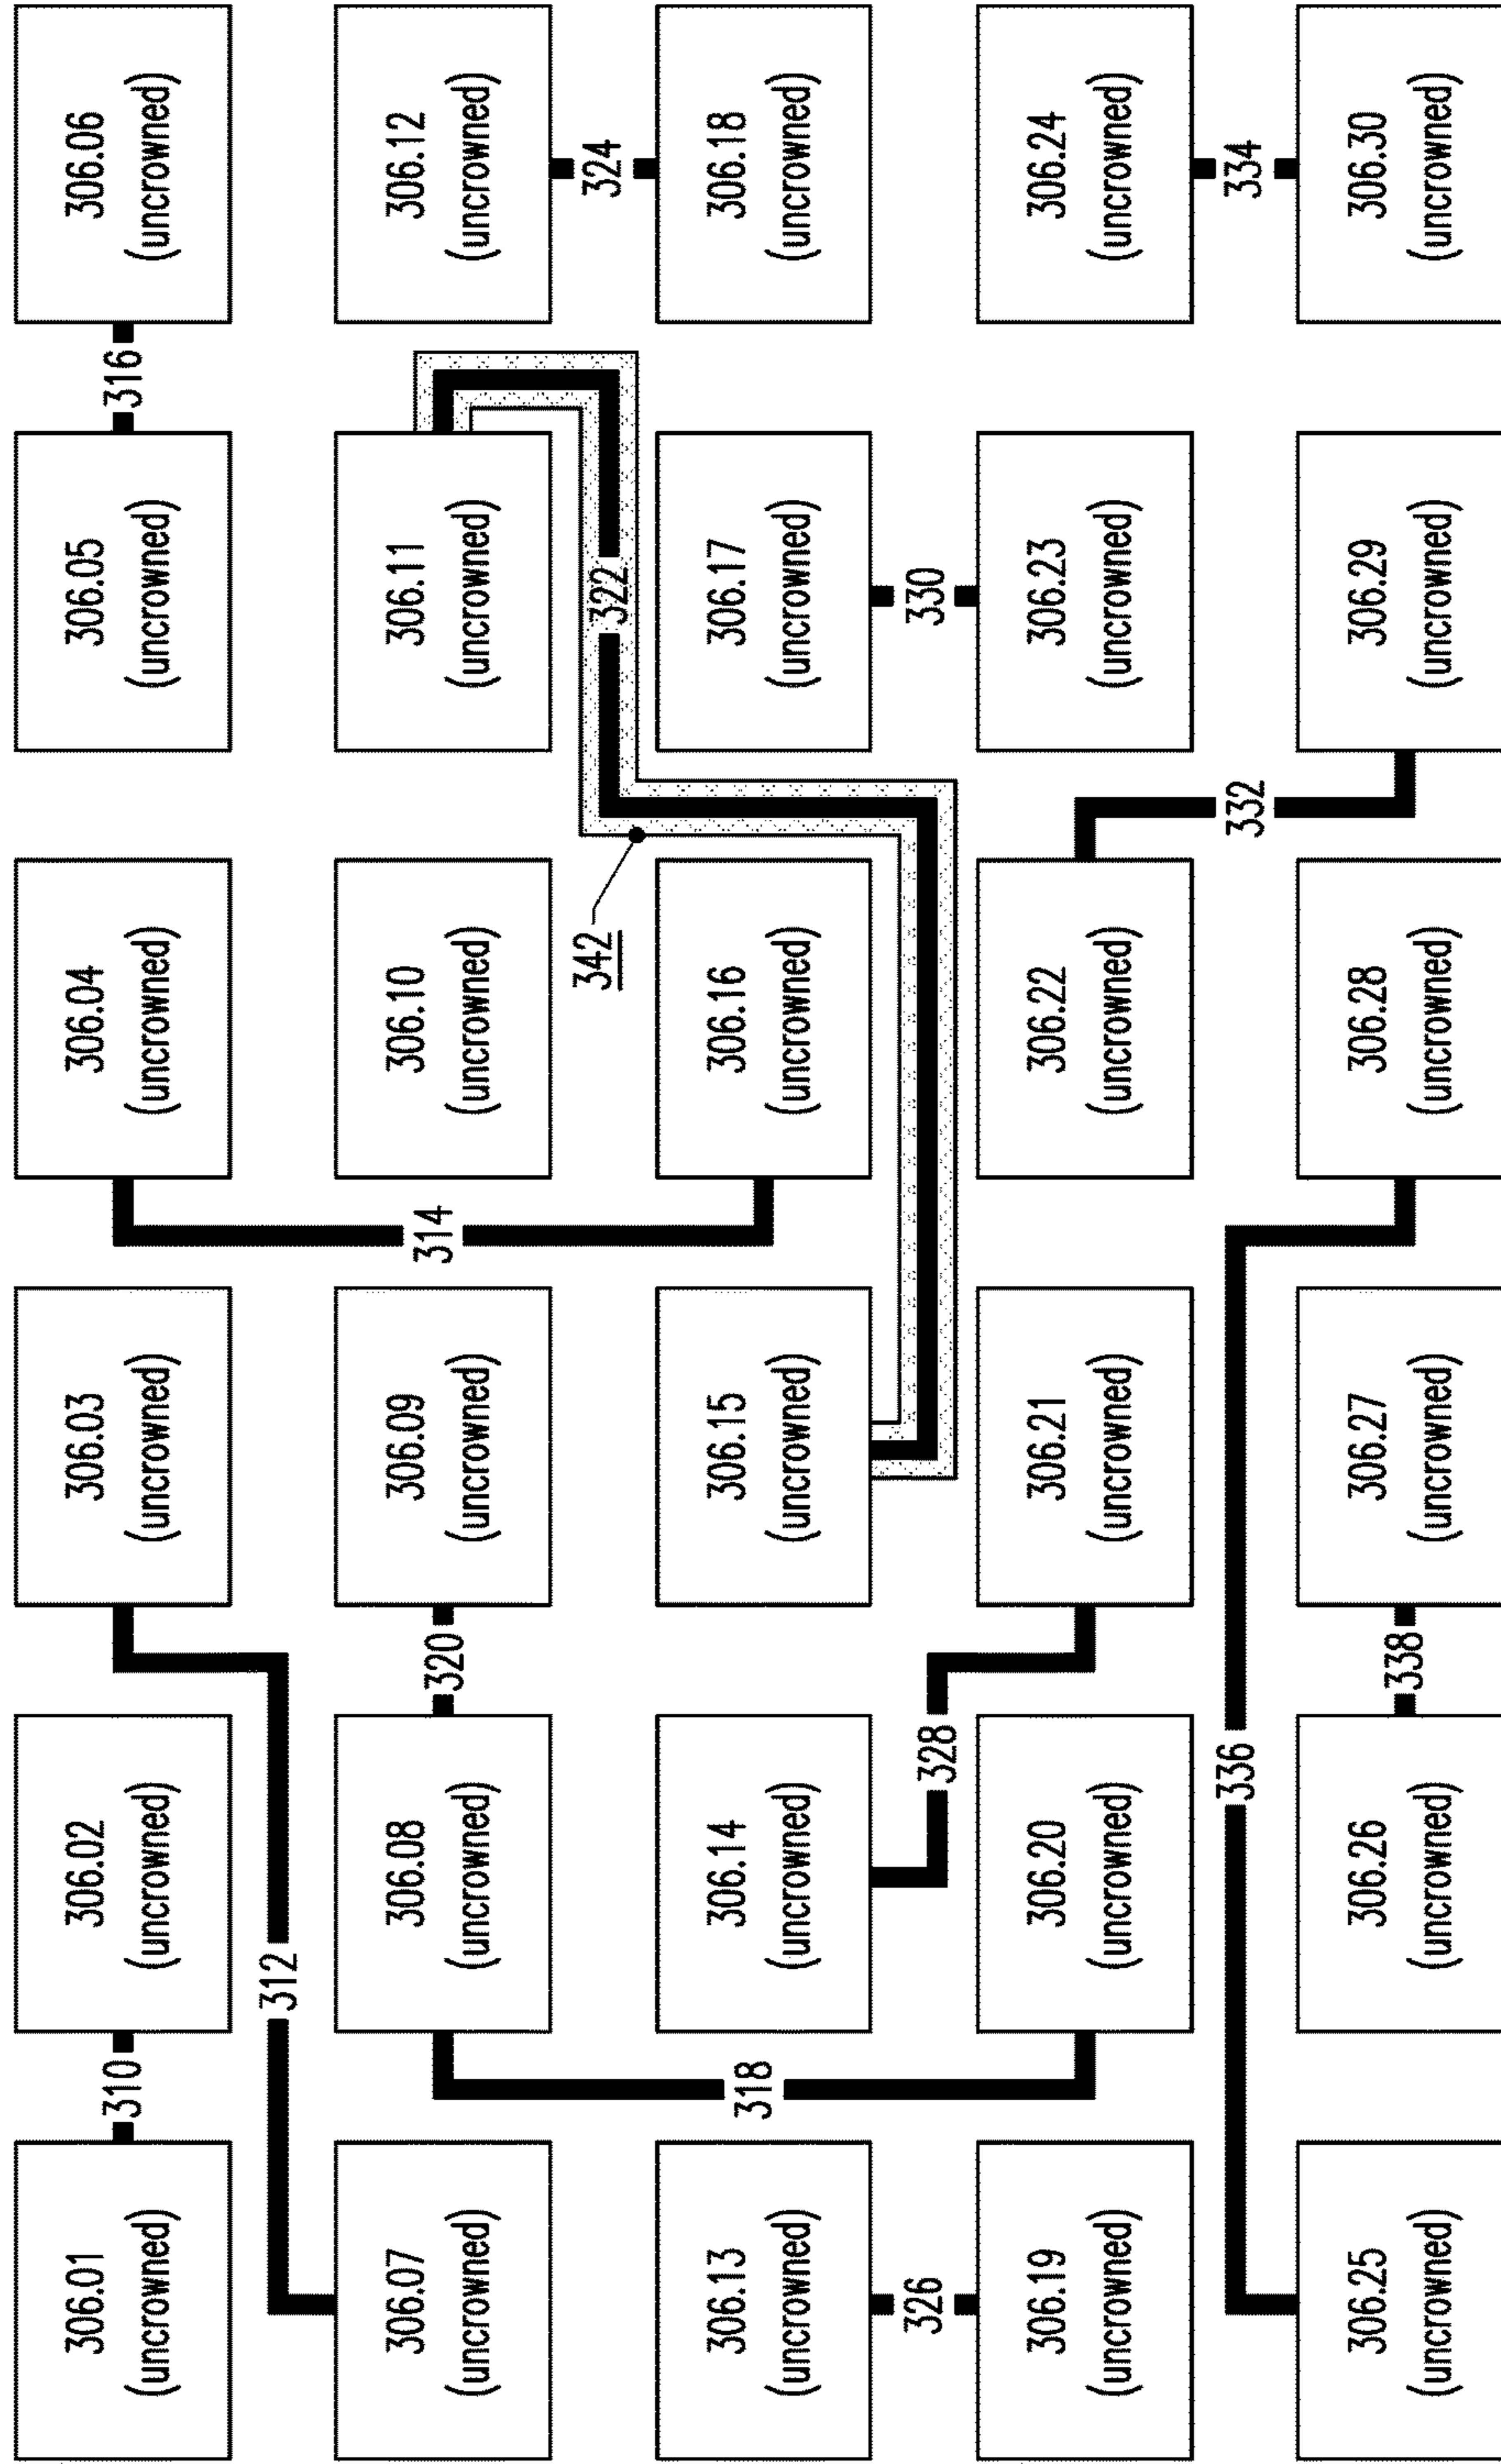 306.01
(uncrowned)
310
306.02
(uncrowned)
306.03
(uncrowned)
306.04
(uncrowned)
306.05
(uncrowned)
316
306.06
(uncrowned)
312
306.07
(uncrowned)
306.08
(uncrowned)
320
306.09
(uncrowned)
314
306.10
(uncrowned)
306.11
(uncrowned)
306.12
(uncrowned)
342
322
324
306.13
(uncrowned)
318
306.14
(uncrowned)
306.15
(uncrowned)
306.16
(uncrowned)
306.17
(uncrowned)
306.18
(uncrowned)
326
328
330
306.19
(uncrowned)
306.20
(uncrowned)
306.21
(uncrowned)
306.22
(uncrowned)
306.23
(uncrowned)
306.24
(uncrowned)
336
332
334
306.25
(uncrowned)
306.26
(uncrowned)
338
306.27
(uncrowned)
306.28
(uncrowned)
306.29
(uncrowned)
306.30
(uncrowned)